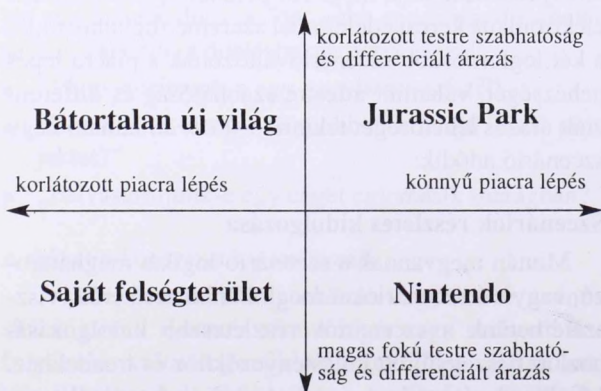 korlátozott testre szabhatóság
és differenciált árazás
Bátortalan új világ
Jurassic Park
korlátozott piacra lépés
könnyű piacra lépés
Saját felségterület
Nintendo
magas fokú testre szabható-
ság és differenciált árazás